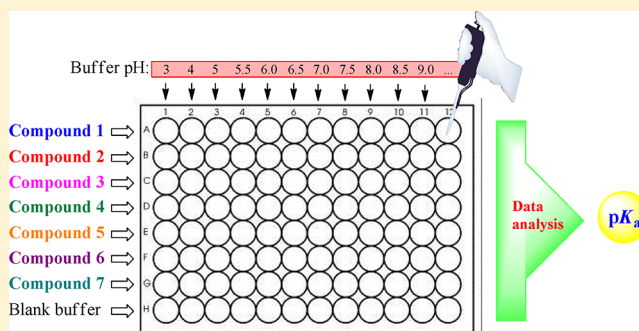 Buffer pH: 3 4 5 5.5 6.0 6.5 7.0 7.5 8.0 8.5 9.0 ...
1 2 3 4 5 6 7 8 9 10 11 12
Compound 1 A
Compound 2 B
Compound 3 C
Compound 4 D
Compound 5 E
Compound 6 F
Compound 7 G
Blank buffer H
Data
analysis
pKa